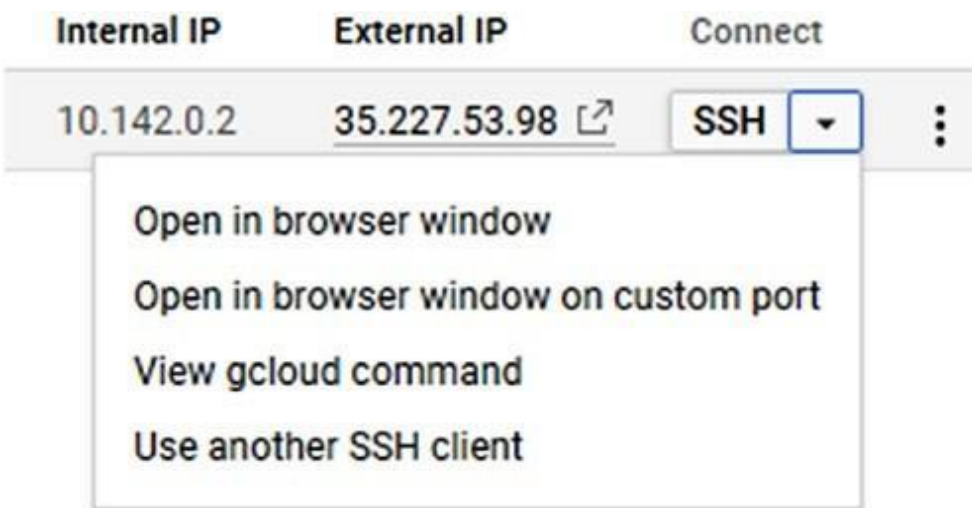 Internal IP External IP Connect
10.142.0.2 35.227.53.98 SSH
Open in browser window
Open in browser window on custom port
View gcloud command
Use another SSH client